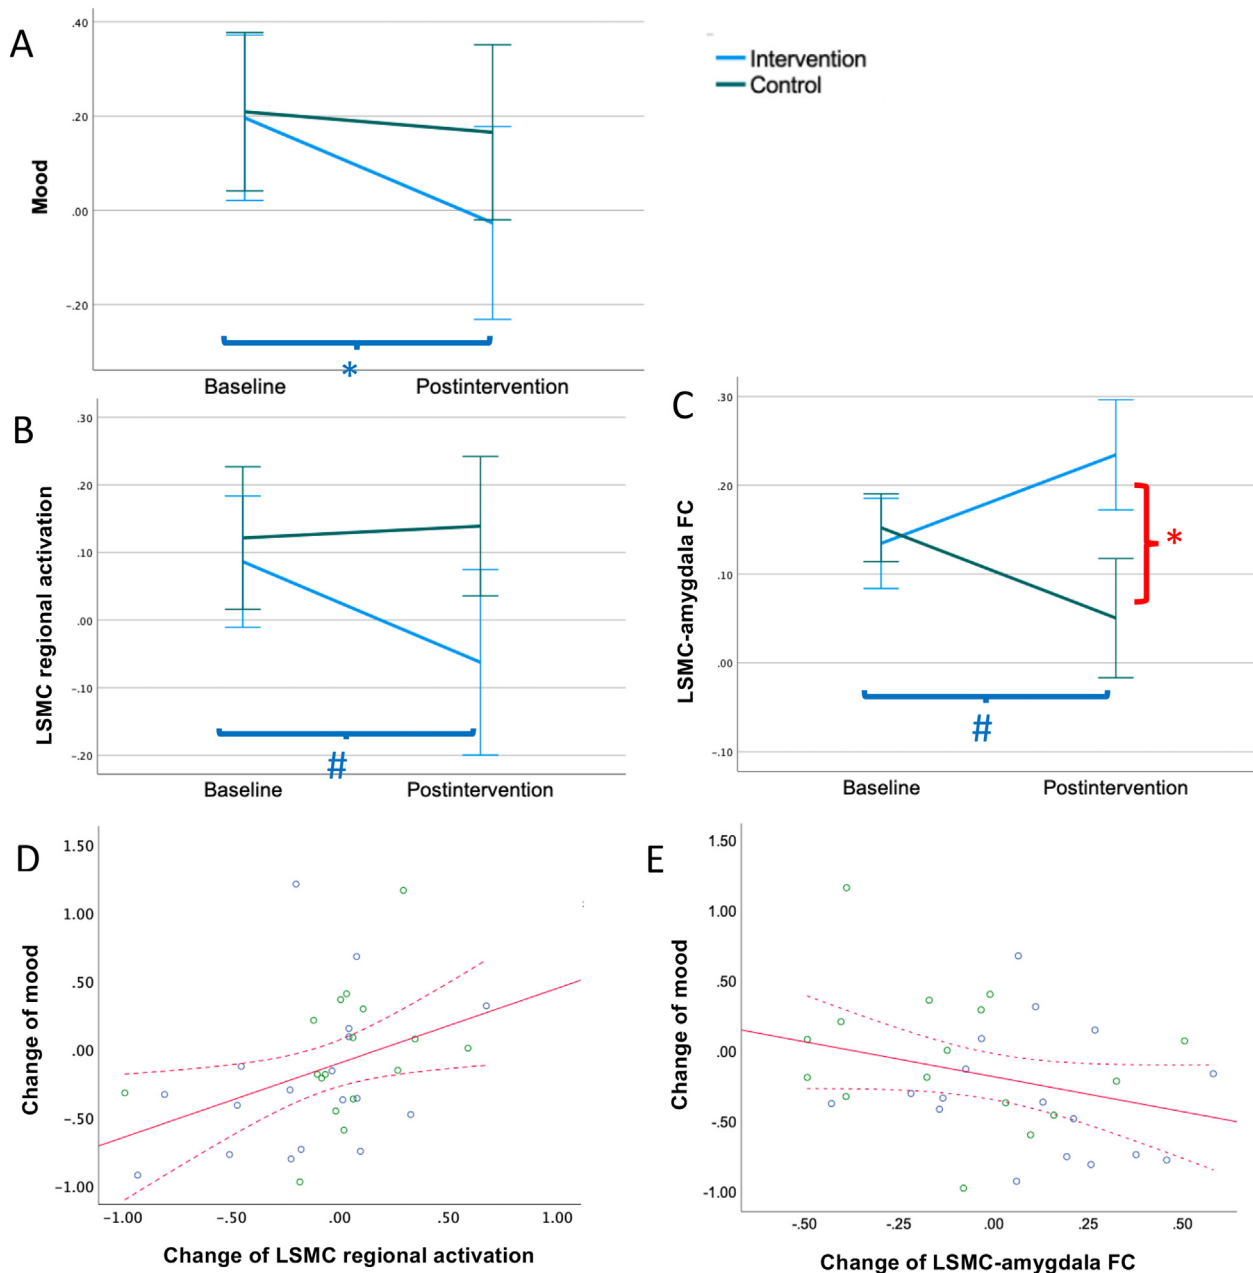 A
.40
.20
.00
-.20
Mood
*
Baseline
Postintervention
Intervention
Control
B
.30
.20
.10
.00
-.10
-.20
LSMC regional activation
#
Baseline
Postintervention
C
.30
.20
.10
.00
-.10
LSMC-amygdala FC
*
#
Baseline
Postintervention
D
1.50
1.00
.50
.00
-.50
-1.00
Change of mood
-1.00
-.50
.00
.50
1.00
Change of LSMC regional activation
E
1.50
1.00
.50
.00
-.50
-1.00
Change of mood
-.50
-.25
.00
.25
.50
Change of LSMC-amygdala FC